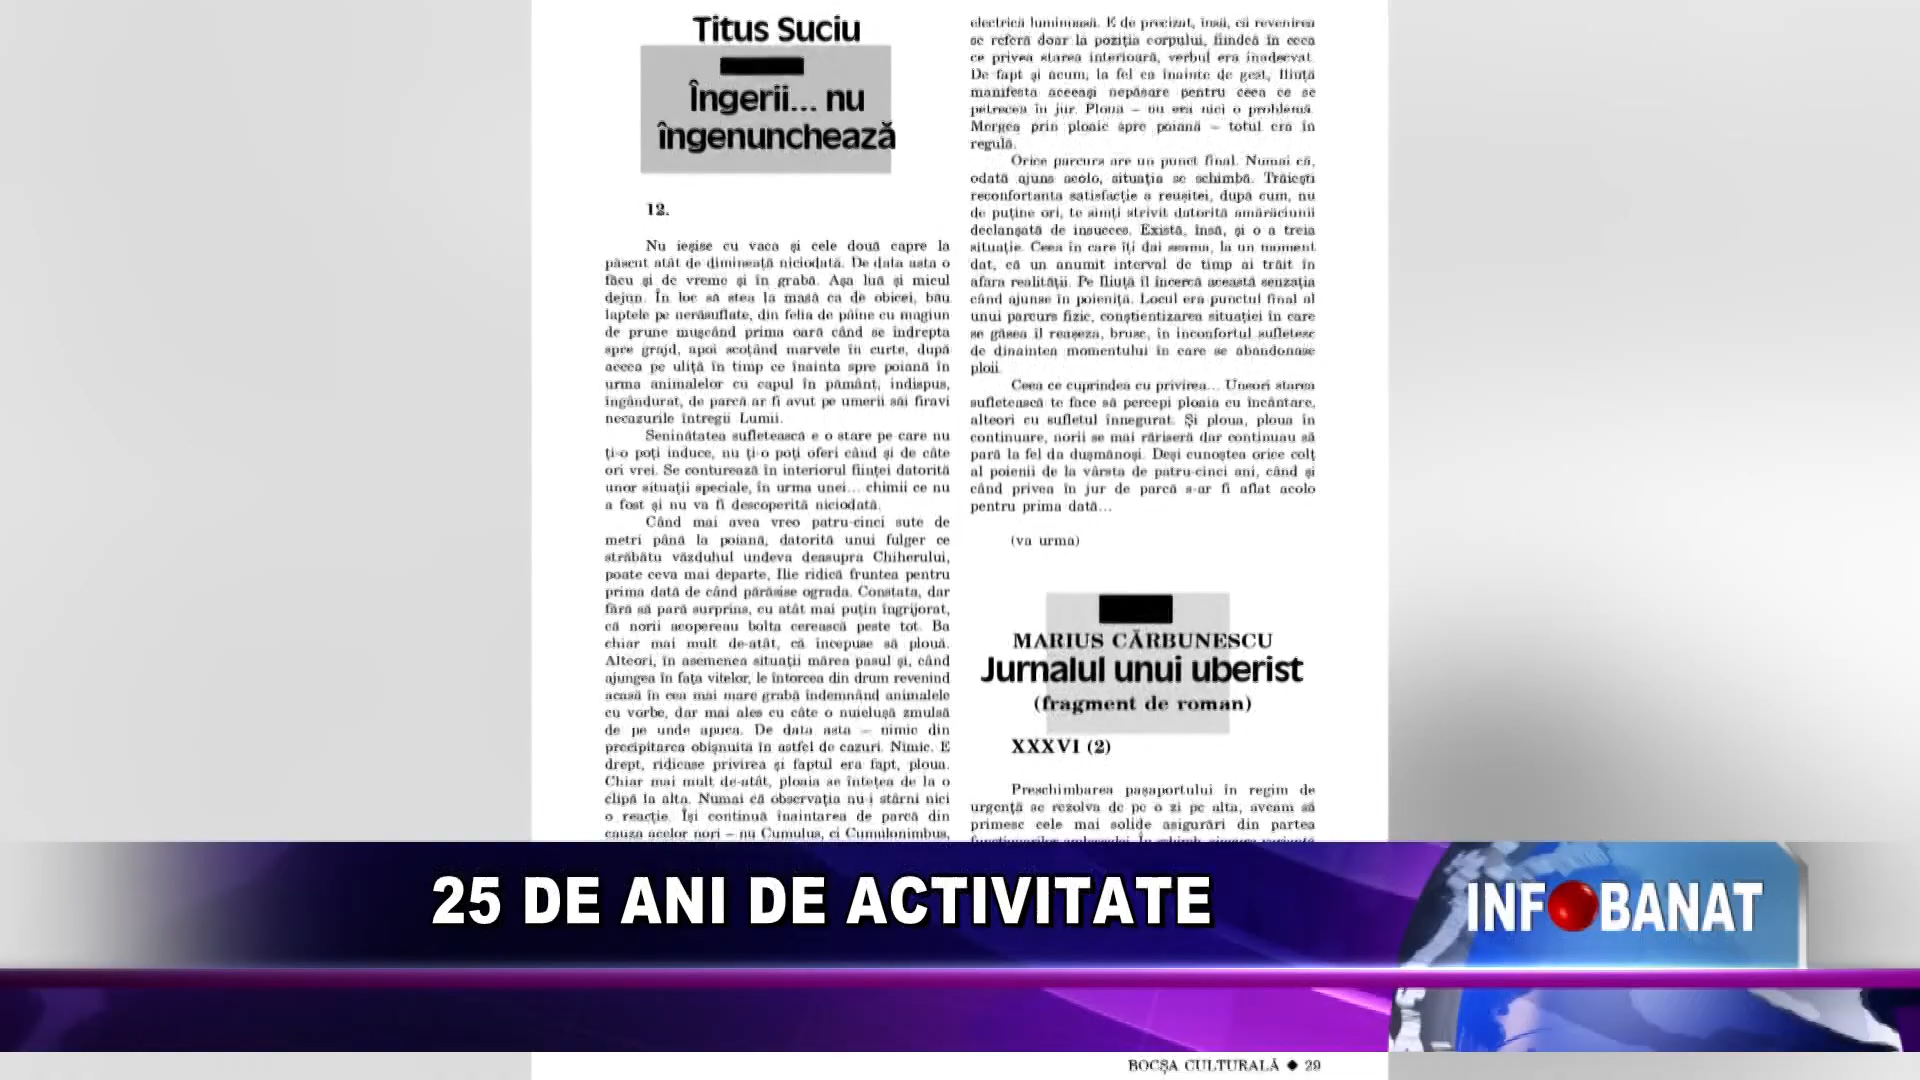 Titus Suciu
Îngerii... nu
îngenunchează
12.
Nu ieșise cu vaca și cele două capre la
păscut atât de dimineață niciodată. De data asta o
făcu și de vreme și în grabă. Așa luă și micul
dejun. În loc să stea la masă ca de obicei, bău
laptele pe nerăsuflate, din felia de pâine cu magiun
de prune mușcând prima oară când se îndrepta
spre grajd, apoi scoțând marvele în curte, după
aceea pe uliță în timp ce înainta spre poiană în
urma animalelor cu capul în pământ, indispus,
îngândurat, de parcă ar fi avut pe umerii săi firavi
necazurile întregii Lumii.
Seninătatea sufletească e o stare pe care nu
ți-o poți induce, nu ți-o poți oferi când și de câte
ori vrei. Se conturează în interiorul ființei datorită
unor situații speciale, în urma unei... chimii ce nu
a fost și nu va fi descoperită niciodată.
Când mai avea vreo patru-cinci sute de
metri până la poiană, datorită unui fulger ce
străbătu văzduhul undeva deasupra Chiherului,
poate ceva mai departe, Ilie ridică fruntea pentru
prima dată de când părăsise ograda. Constata, dar
fără să pară surprins, cu atât mai puțin îngrijorat,
că norii acopereau bolta cerească peste tot. Ba
chiar mai mult de-atât, că începuse să plouă.
Alteori, în asemenea situații mărea pasul și, când
ajungea în fața vitelor, le întorcea din drum revenind
acasă în cea mai mare grabă îndemnând animalele
cu vorbe, dar mai ales cu câte o nuielușă zmulsă
de pe unde apuca. De data asta – nimic din
precipitarea obișnuita în astfel de cazuri. Nimic. E
drept, ridicase privirea și faptul era fapt, ploua.
Chiar mai mult de-atât, ploaia se întețea de la o
clipă la alta. Numai că observația nu-i stârni nici
o reacție. Își continuă înaintarea de parcă din
cauza acelor nori – nu Cumulus, ci Cumulonimbus,
electrică luminoasă. E de precizat, însă, că revenirea
se referă doar la poziția corpului, fiindcă în ceea
ce privea starea interioară, verbul era inadecvat.
De fapt și acum, la fel ca înainte de gest, Iliuță
manifesta aceeași nepăsare pentru ceea ce se
petrecea în jur. Ploua – nu era nici o problemă.
Mergea prin ploaie spre poiană – totul era în
regulă.
Orice parcurs are un punct final. Numai că,
odată ajuns acolo, situația se schimbă. Trăiești
reconfortanta satisfacție a reușitei, după cum, nu
de puține ori, te simți strivit datorită amărăciunii
declanșată de insucces. Există, însă, și o a treia
situație. Ceea în care îți dai seama, la un moment
dat, că un anumit interval de timp ai trăit în
afara realității. Pe Iliuță îl încercă această senzația
când ajunse în poieniță. Locul era punctul final al
unui parcurs fizic, conștientizarea situației în care
se găsea îl reașeza, brusc, în inconfortul sufletesc
de dinaintea momentului în care se abandonase
ploii.
Ceea ce cuprindea cu privirea... Uneori starea
sufletească te face să percepi ploaia cu încântare,
alteori cu sufletul înnegurat. Și ploua, ploua în
continuare, norii se mai răriseră dar continuau să
pară la fel da dușmănoși. Deși cunoștea orice colț
al poienii de la vârsta de patru-cinci ani, când și
când privea în jur de parcă s-ar fi aflat acolo
pentru prima dată...
(va urma)
MARIUS CĂRBUNESCU
Jurnalul unui uberist
(fragment de roman)
XXXVI (2)
Preschimbarea pașaportului în regim de
urgență se rezolva de pe o zi pe alta, aveam să
primesc cele mai solide asigurări din partea
25 DE ANI DE ACTIVITATE
INFOBANAT
BOCȘA CULTURALĂ ◆ 29